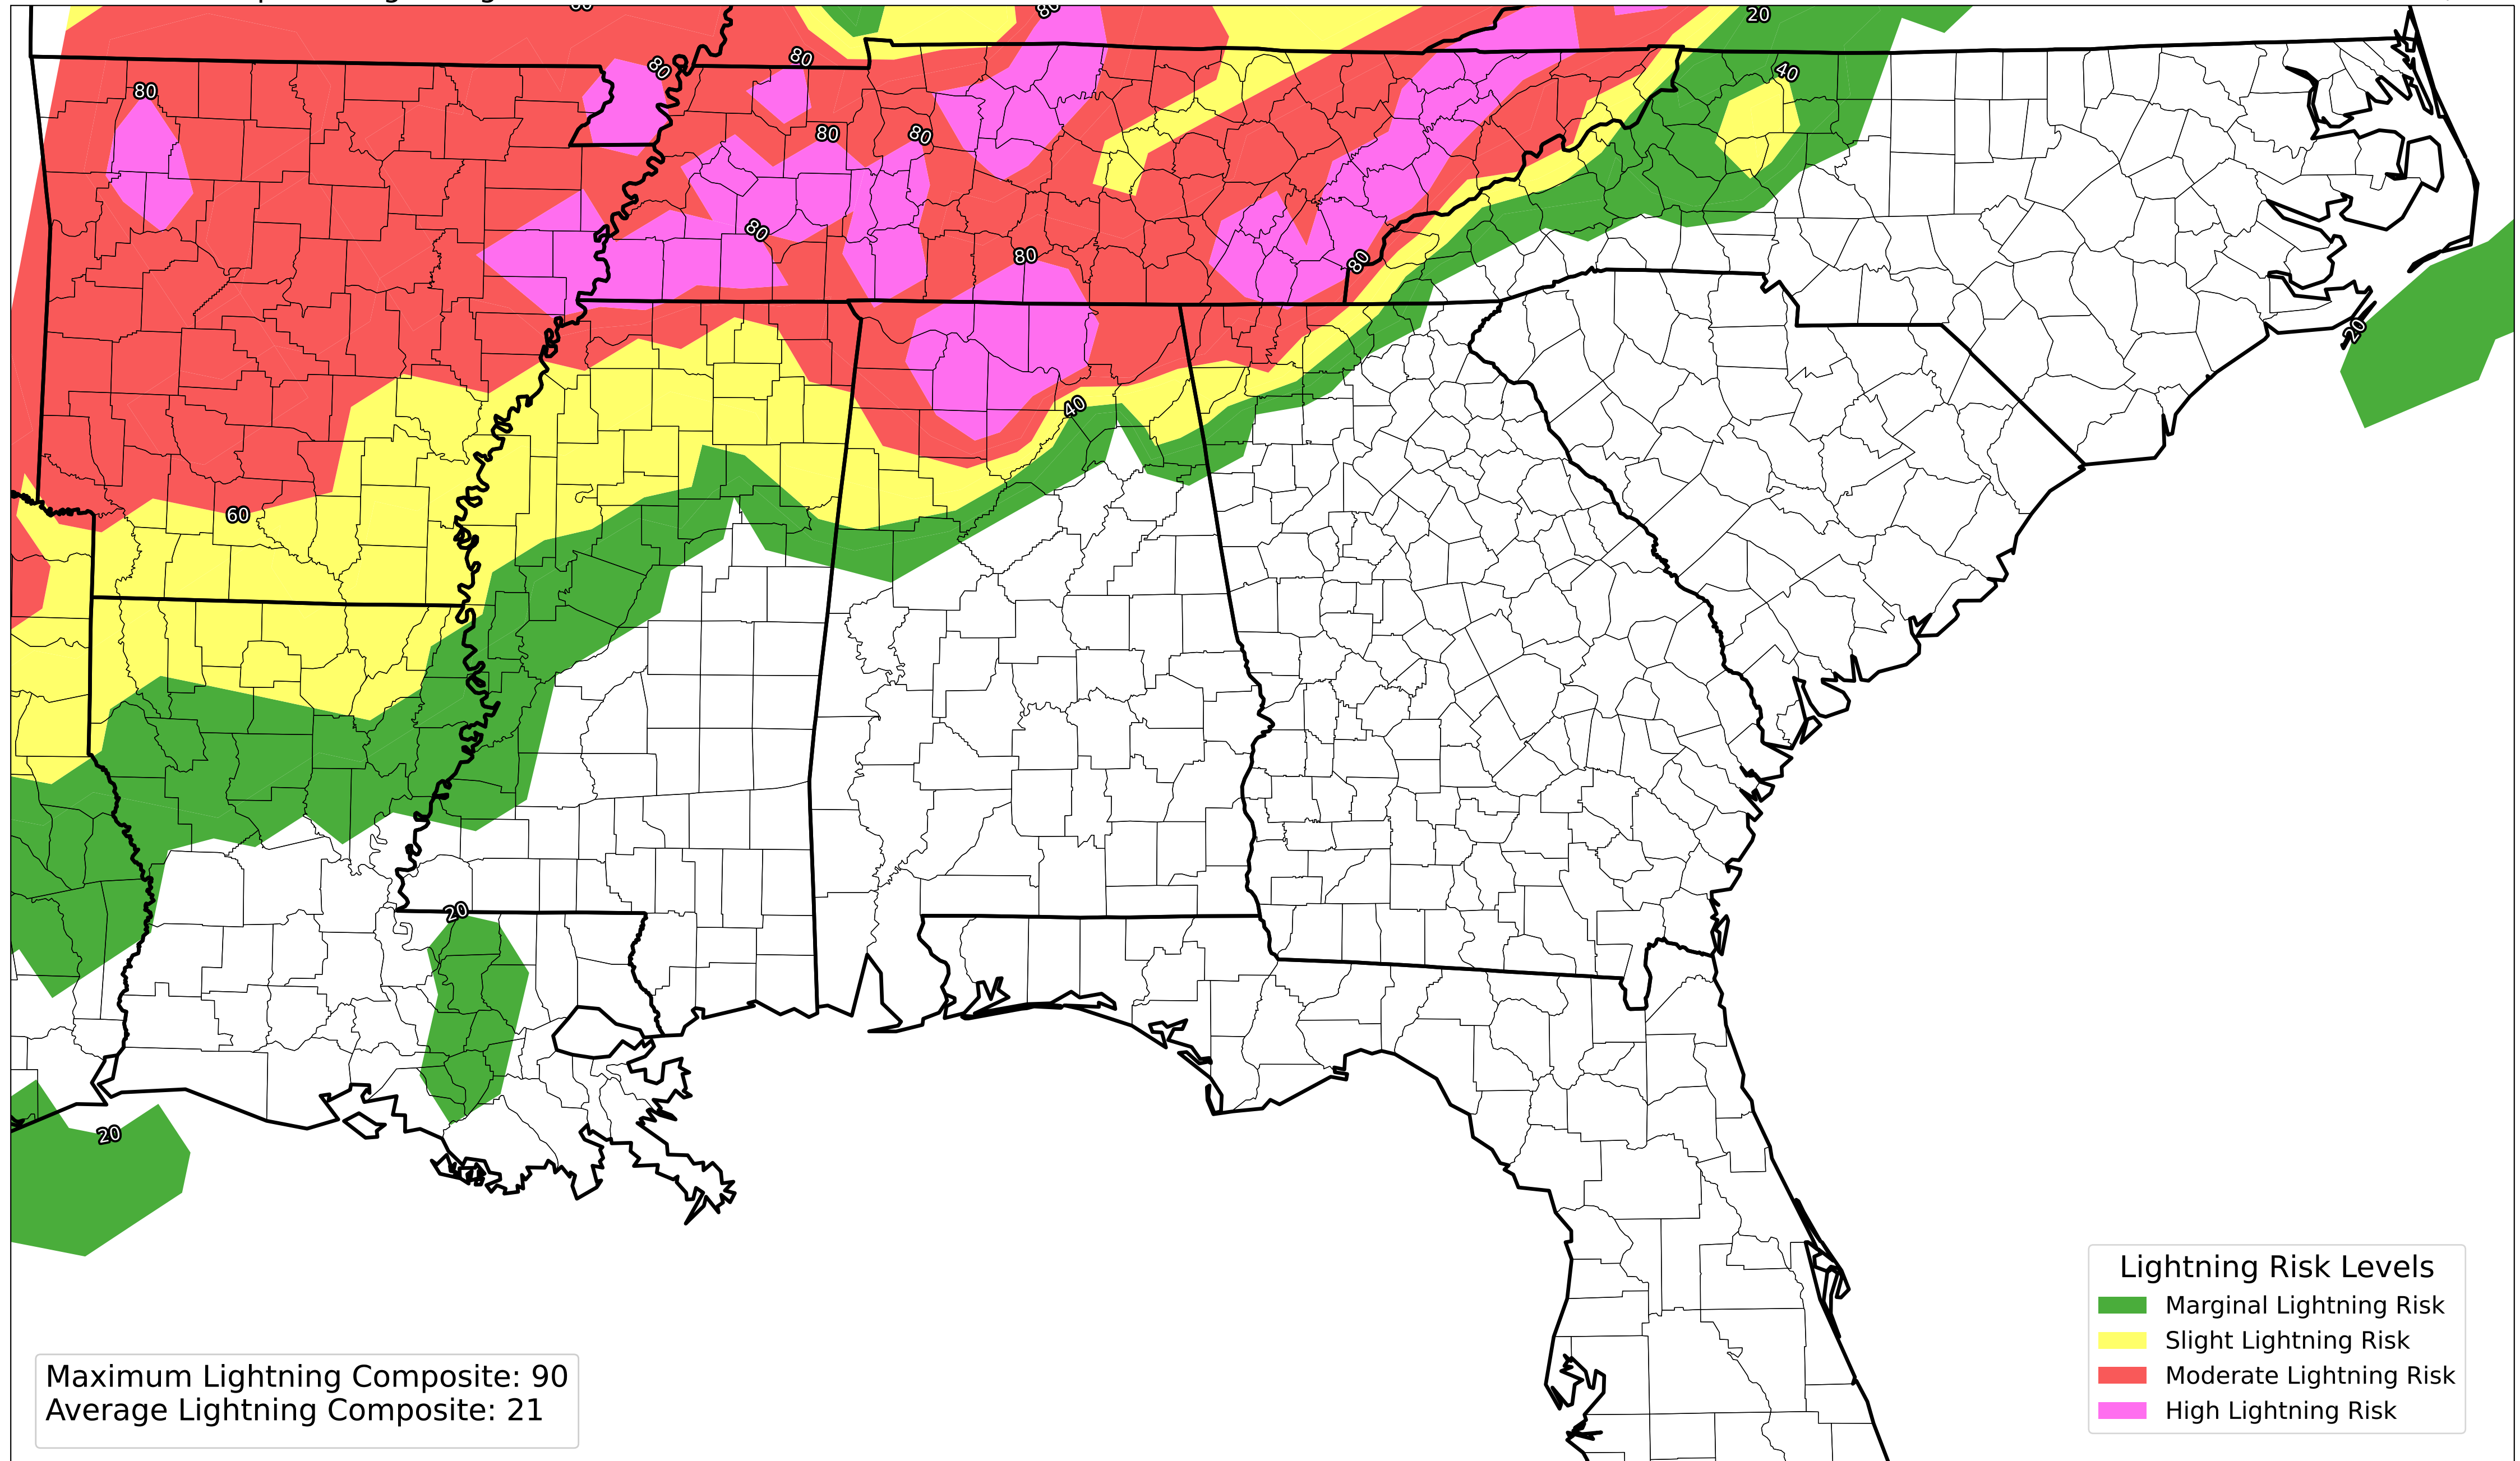 20
80
80
80
40
80
80
80
80
80
20
40
60
20
20
Lightning Risk Levels
Marginal Lightning Risk
Slight Lightning Risk
Moderate Lightning Risk
High Lightning Risk
Maximum Lightning Composite: 90
Average Lightning Composite: 21